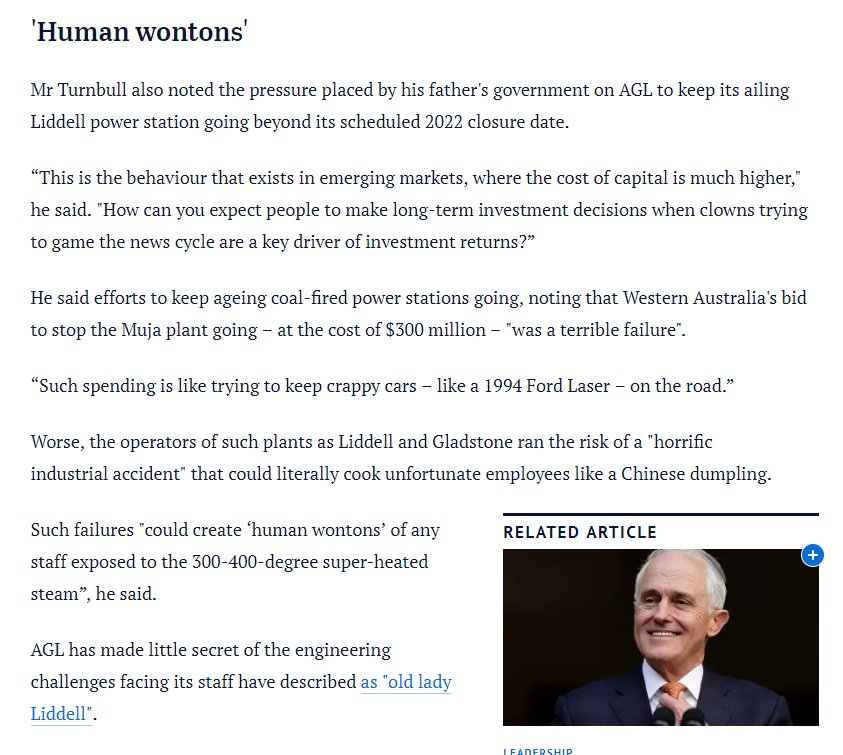 'Human wontons'
Mr Turnbull also noted the pressure placed by his father's government on AGL to keep its ailing
Liddell power station going beyond its scheduled 2022 closure date.
“This is the behaviour that exists in emerging markets, where the cost of capital is much higher,"
he said. "How can you expect people to make long-term investment decisions when clowns trying
to game the news cycle are a key driver of investment returns?”
He said efforts to keep ageing coal-fired power stations going, noting that Western Australia's bid
to stop the Muja plant going – at the cost of $300 million – "was a terrible failure".
“Such spending is like trying to keep crappy cars – like a 1994 Ford Laser – on the road.”
Worse, the operators of such plants as Liddell and Gladstone ran the risk of a "horrific
industrial accident" that could literally cook unfortunate employees like a Chinese dumpling.
Such failures "could create ‘human wontons’ of any
staff exposed to the 300-400-degree super-heated
steam”, he said.
AGL has made little secret of the engineering
challenges facing its staff have described as "old lady
Liddell".
RELATED ARTICLE
LEADERSHIP